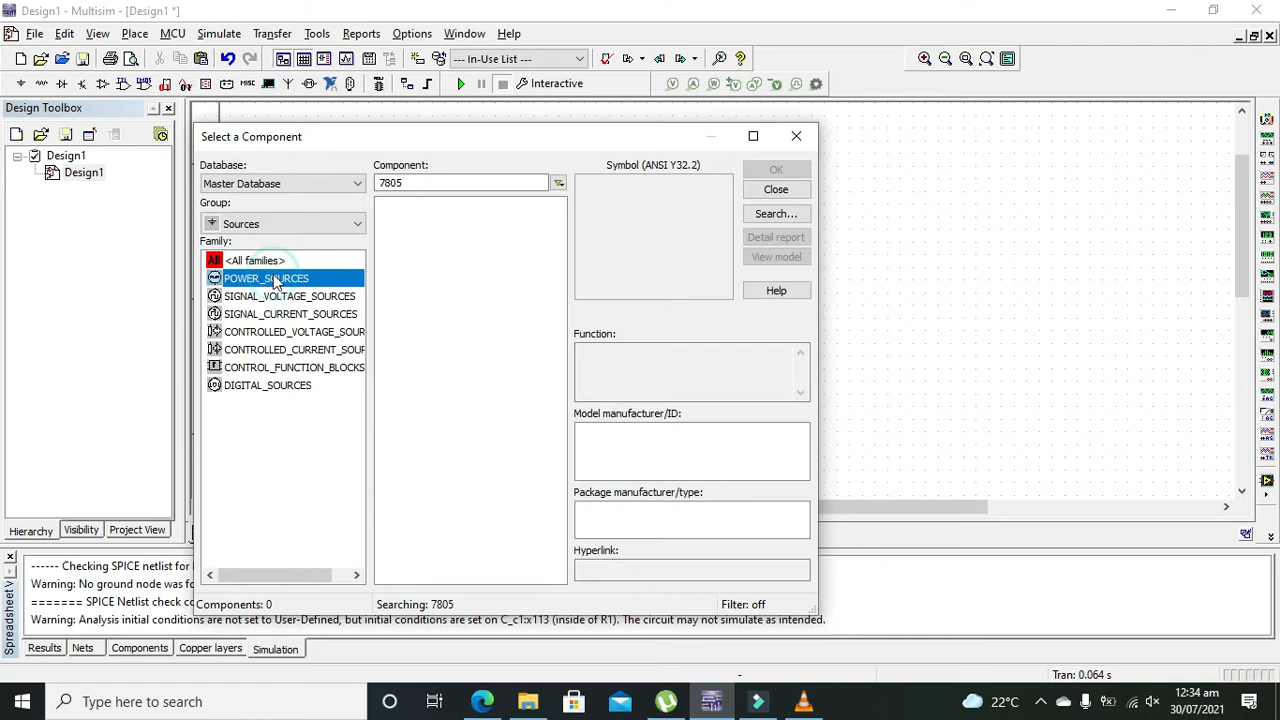 Design1 - Multisim - [Design1 *]
File Edit View Place MCU Simulate Transfer Tools Reports Options Window Help
--- In-Use List ---
Interactive
Design Toolbox
Design1
Design1
Hierarchy Visibility Project View
Select a Component
Database:
Master Database
Group:
Sources
Family:
All <All families>
POWER_SOURCES
SIGNAL_VOLTAGE_SOURCES
SIGNAL_CURRENT_SOURCES
CONTROLLED_VOLTAGE_SOUR
CONTROLLED_CURRENT_SOUR
CONTROL_FUNCTION_BLOCKS
DIGITAL_SOURCES
Component:
7805
Symbol (ANSI Y32.2)
OK
Close
Search...
Detail report
View model
Help
Function:
Model manufacturer/ID:
Package manufacturer/type:
Hyperlink:
Components: 0 Searching: 7805 Filter: off
Spreadsheet V
------ Checking SPICE netlist for
Warning: No ground node was fo
======= SPICE Netlist check co
Warning: Analysis initial conditions are not set to User-Defined, but initial conditions are set on C_c1:x113 (inside of R1). The circuit may not simulate as intended.
Results Nets Components Copper layers Simulation
- Tran: 0.064 s
Type here to search
22°C
12:34 am
30/07/2021